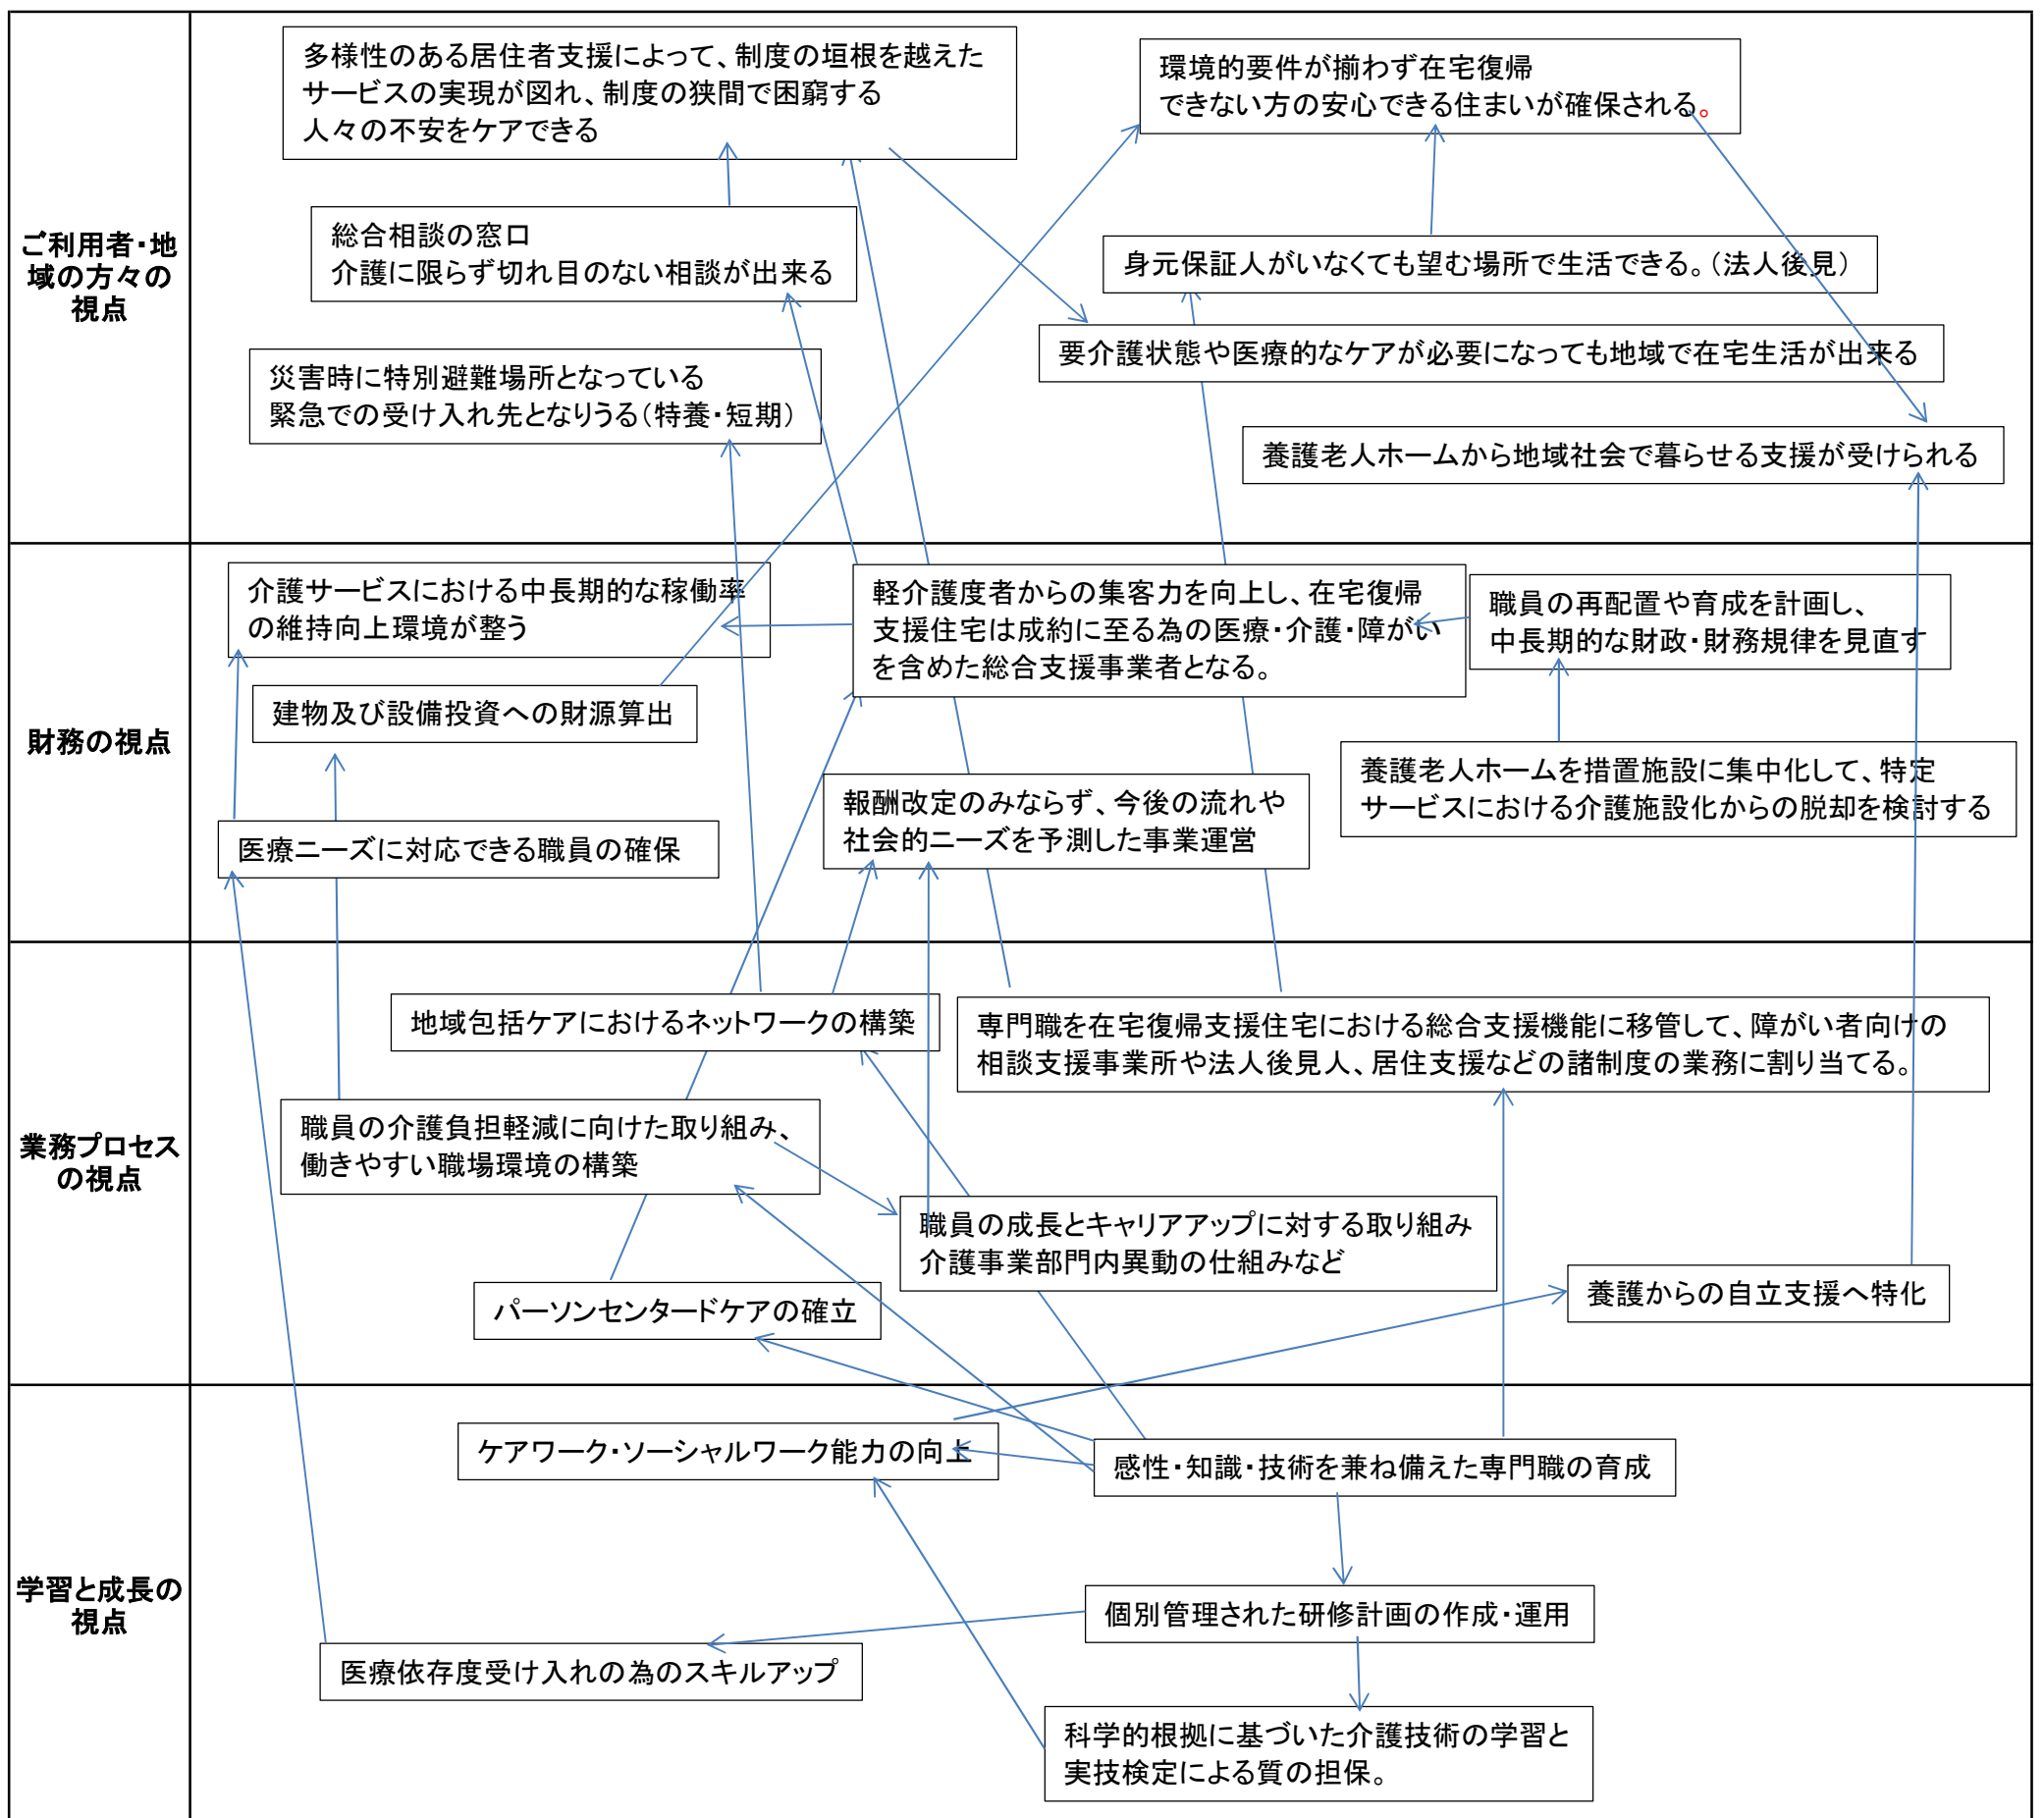 ご利用者・地
域の方々の
視点
多様性のある居住者支援によって、制度の垣根を越えた
サービスの実現が図れ、制度の狭間で困窮する
人々の不安をケアできる
環境的要件が揃わず在宅復帰
できない方の安心できる住まいが確保される。
総合相談の窓口
介護に限らず切れ目のない相談が出来る
身元保証人がいなくても望む場所で生活できる。（法人後見）
要介護状態や医療的なケアが必要になっても地域で在宅生活が出来る
災害時に特別避難場所となっている
緊急での受け入れ先となりうる（特養・短期）
養護老人ホームから地域社会で暮らせる支援が受けられる
財務の視点
介護サービスにおける中長期的な稼働率
の維持向上環境が整う
軽介護度者からの集客力を向上し、在宅復帰
支援住宅は成約に至る為の医療・介護・障がい
を含めた総合支援事業者となる。
職員の再配置や育成を計画し、
中長期的な財政・財務規律を見直す
建物及び設備投資への財源算出
養護老人ホームを措置施設に集中化して、特定
サービスにおける介護施設化からの脱却を検討する
報酬改定のみならず、今後の流れや
社会的ニーズを予測した事業運営
医療ニーズに対応できる職員の確保
業務プロセス
の視点
地域包括ケアにおけるネットワークの構築
専門職を在宅復帰支援住宅における総合支援機能に移管して、障がい者向けの
相談支援事業所や法人後見人、居住支援などの諸制度の業務に割り当てる。
職員の介護負担軽減に向けた取り組み、
働きやすい職場環境の構築
職員の成長とキャリアアップに対する取り組み
介護事業部門内異動の仕組みなど
養護からの自立支援へ特化
パーソンセンタードケアの確立
学習と成長の
視点
ケアワーク・ソーシャルワーク能力の向上
感性・知識・技術を兼ね備えた専門職の育成
個別管理された研修計画の作成・運用
医療依存度受け入れの為のスキルアップ
科学的根拠に基づいた介護技術の学習と
実技検定による質の担保。